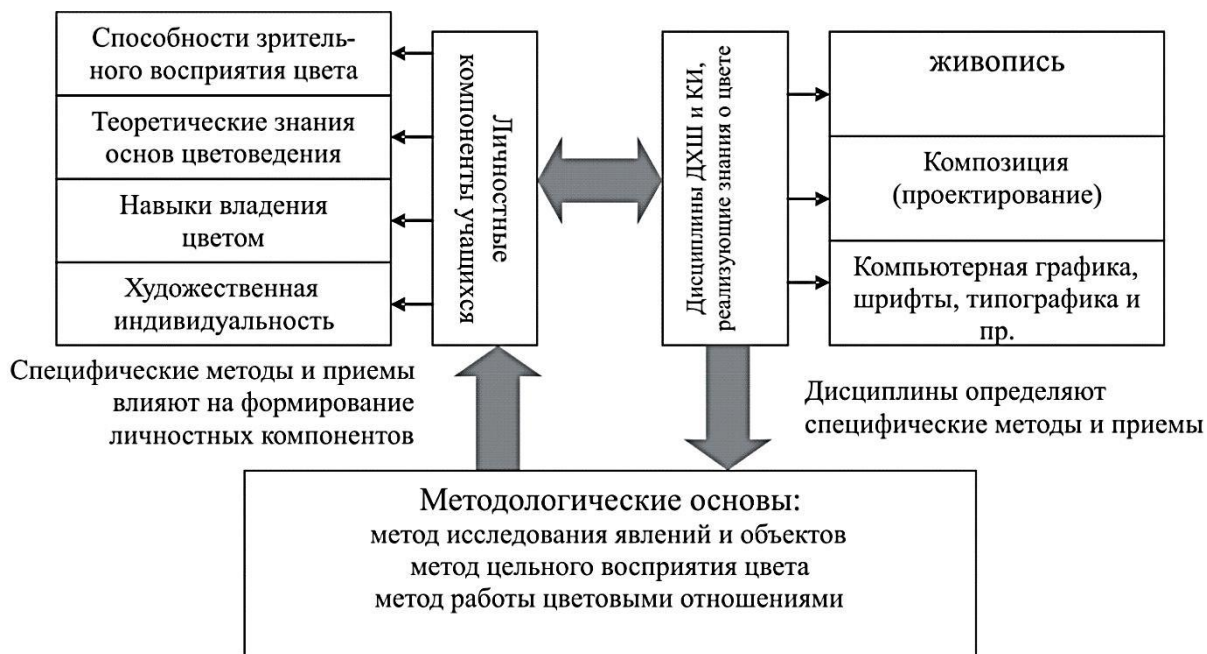 Способности зритель-
ного восприятия цвета
Теоретические знания
основ цветоведения
Навыки владения
цветом
Художественная
индивидуальность
Личностные
компоненты учащихся
Дисциплины ДХШ и КИ,
реализующие знания о цвете
живопись
Композиция
(проектирование)
Компьютерная графика,
шрифты, типографика и
пр.
Специфические методы и приемы
влияют на формирование
личностных компонентов
Дисциплины определяют
специфические методы и приемы
Методологические основы:
метод исследования явлений и объектов
метод цельного восприятия цвета
метод работы цветовыми отношениями